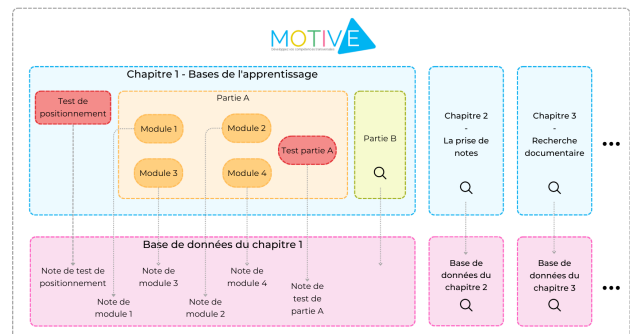 MOTIVE
Chapitre 1 - Bases de l'apprentissage
Test de
positionnement
Partie A
Module 1
Module 2
Test partie A
Module 3
Module 4
Partie B
Chapitre 2
-
La prise de
notes
Chapitre 3
-
Recherche
documentaire
•••
Base de données du chapitre 1
Note de test de
positionnement
Note de
module 1
Note de
module 3
Note de
module 2
Note de
module 4
Note de
test de
partie A
Base de
données du
chapitre 2
Base de
données du
chapitre 3
•••